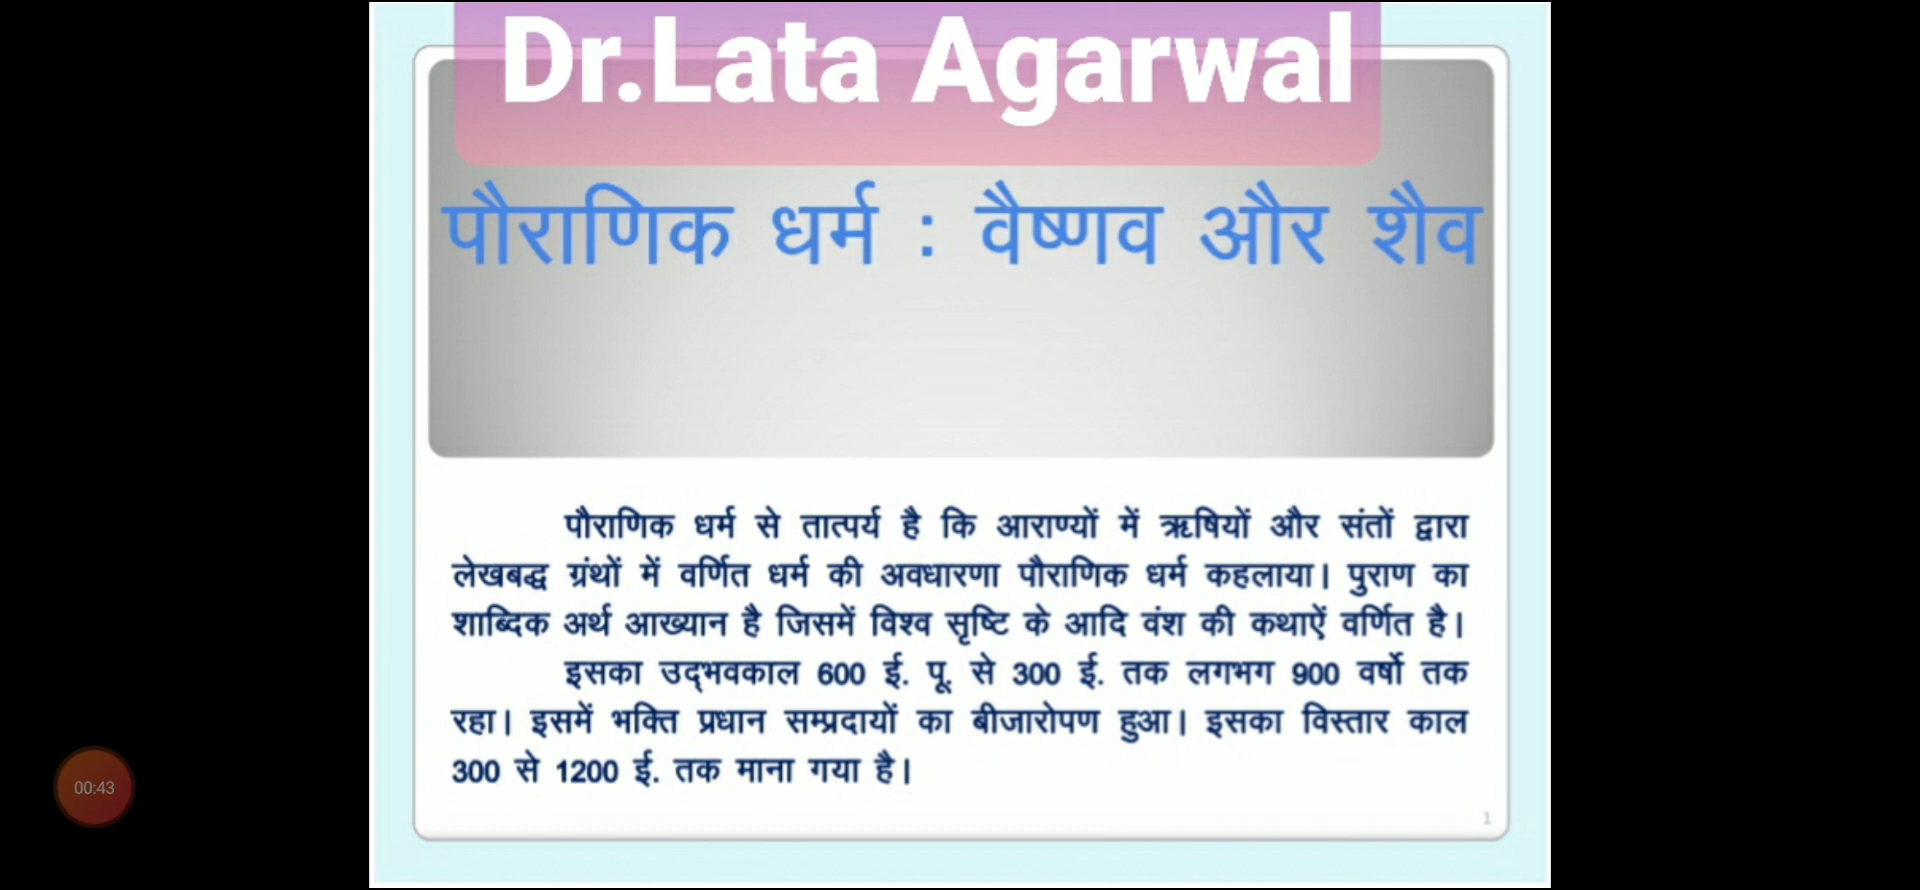 Dr.Lata Agarwal
पौराणिक धर्म : वैष्णव और शैव
पौराणिक धर्म से तात्पर्य है कि आराण्यों में ऋषियों और संतों द्वारा
लेखबद्ध ग्रंथों में वर्णित धर्म की अवधारणा पौराणिक धर्म कहलाया। पुराण का
शाब्दिक अर्थ आख्यान है जिसमें विश्व सृष्टि के आदि वंश की कथाऐं वर्णित है।
इसका उद्भवकाल 600 ई. पू. से 300 ई. तक लगभग 900 वर्षो तक
रहा। इसमें भक्ति प्रधान सम्प्रदायों का बीजारोपण हुआ। इसका विस्तार काल
300 से 1200 ई. तक माना गया है।
00:43
1